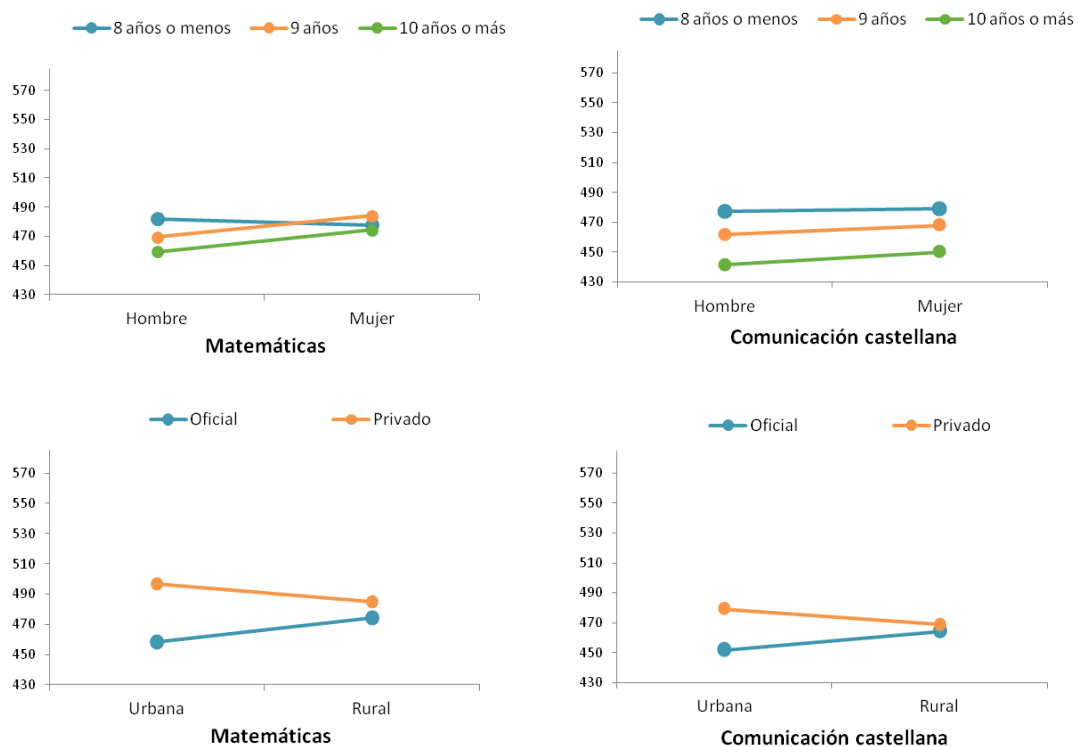 8 años o menos 9 años 10 años o más
570
550
530
510
490
470
450
430
Hombre Mujer
Matemáticas
8 años o menos 9 años 10 años o más
570
550
530
510
490
470
450
430
Hombre Mujer
Comunicación castellana
Oficial Privado
570
550
530
510
490
470
450
430
Urbana Rural
Matemáticas
Oficial Privado
570
550
530
510
490
470
450
430
Urbana Rural
Comunicación castellana